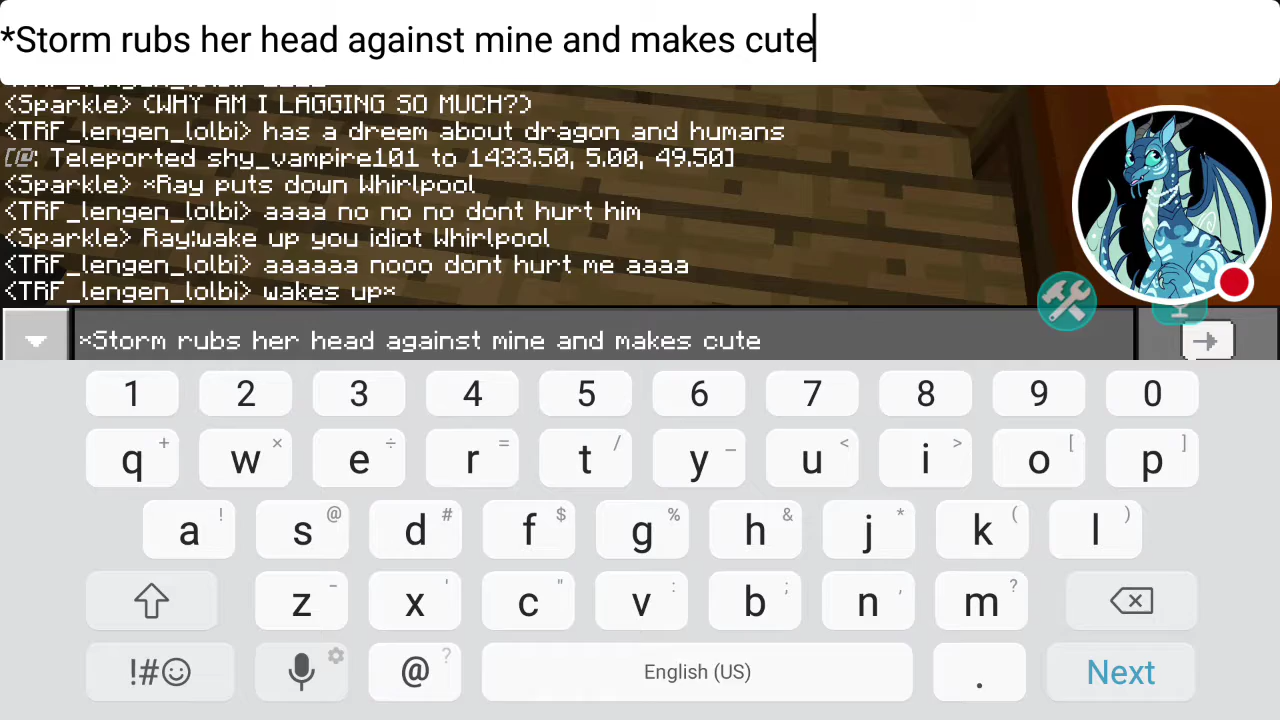 *Storm rubs her head against mine and makes cute
<Sparkle> (WHY AM I LAGGING SO MUCH?)
<TRF_lengen_lolbi> has a dreem about dragon and humans
[@: Teleported shy_vampire101 to 1433.50, 5.00, 49.50]
<Sparkle> *Ray puts down Whirlpool
<TRF_lengen_lolbi> aaaa no no no dont hurt him
<Sparkle> Ray:wake up you idiot Whirlpool
<TRF_lengen_lolbi> aaaaaa nooo dont hurt me aaaa
<TRF_lengen_lolbi> wakes up*
*Storm rubs her head against mine and makes cute
1 2 3 4 5 6 7 8 9 0
q + w × e ÷ r = t / y _ u < i > o [ p ]
a ! s @ d # f $ g % h & j * k ( l )
z - x ' c " v : b ; n , m ?
!#☺ @ ? English (US) . Next